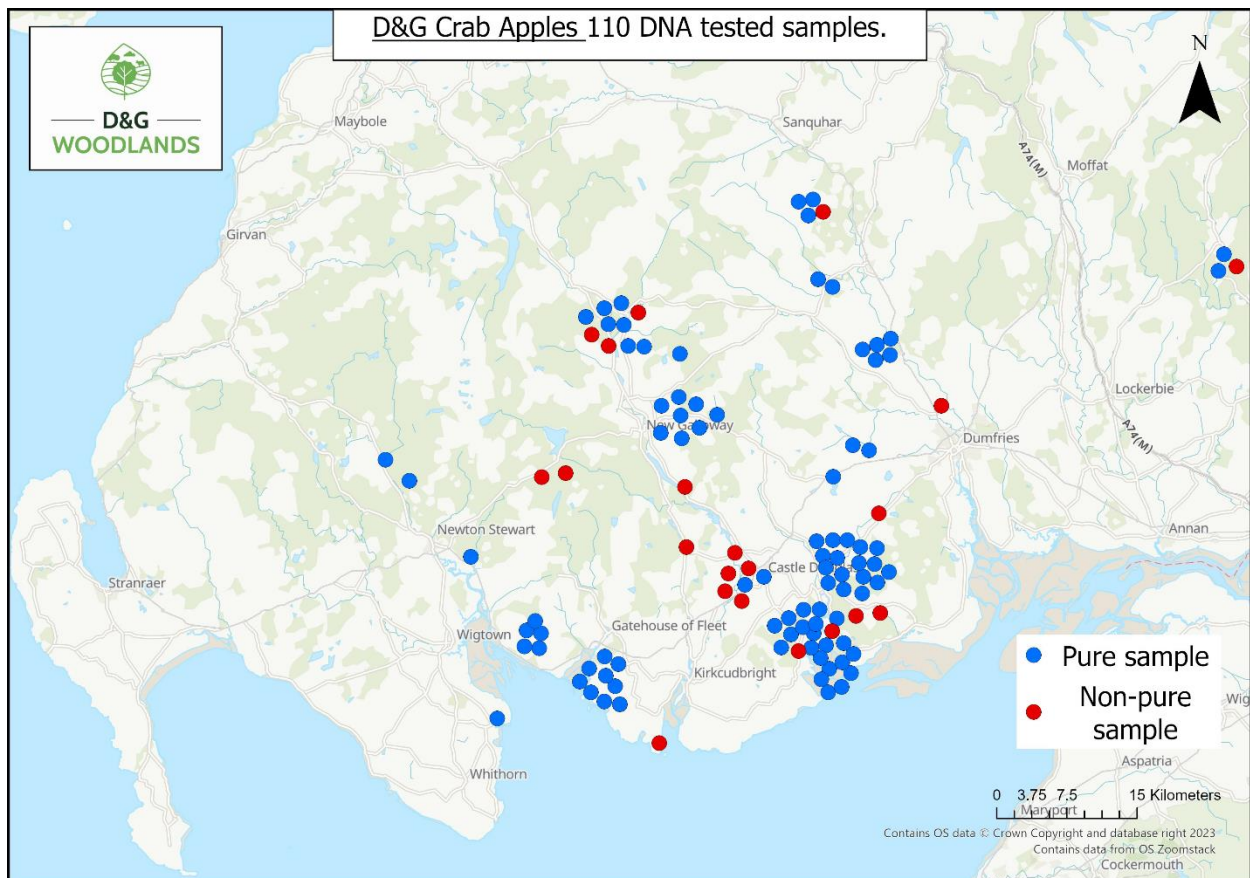 D&G Crab Apples 110 DNA tested samples.
D&G
WOODLANDS
N
Maybole
Sanquhar
A74(M)
Moffat
Girvan
Lockerbie
A74(M)
New Galloway
Dumfries
Newton Stewart
Annan
Stranraer
Castle Do
Wigtown
Gatehouse of Fleet
Kirkcudbright
Pure sample
Non-pure
sample
Wig
Aspatria
Whithorn
0 3.75 7.5 15 Kilometers
Maryport
Contains OS data © Crown Copyright and database right 2023
Contains data from OS Zoomstack
Cockermouth